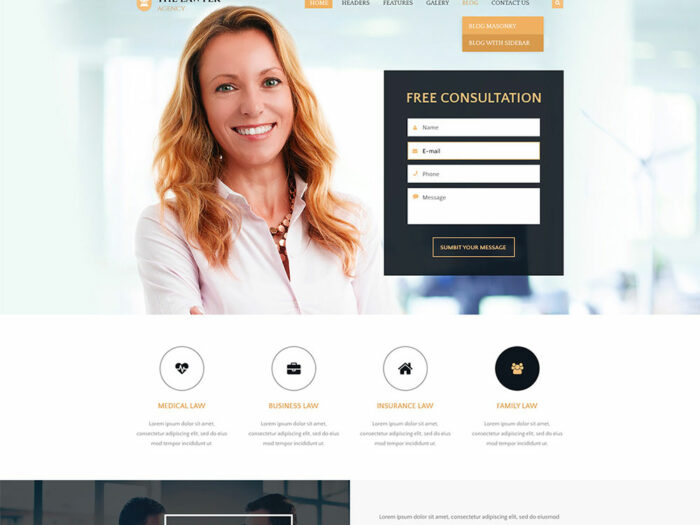 THE LAWYER
AGENCY
HOME HEADERS FEATURES GALERY BLOG CONTACT US
BLOG MASONKY
BLOG WITH SIDEBAR
FREE CONSULTATION
Name
E-mail
Phone
Message
SUMBIT YOUR MESSAGE
MEDICAL LAW
Lorem ipsum dolor sit amet,
consectetur adipiscing elit, sed do eius
mod tempor incididunt ut
BUSINESS LAW
Lorem ipsum dolor sit amet,
consectetur adipiscing elit, sed do eius
mod tempor incididunt ut
INSURANCE LAW
Lorem ipsum dolor sit amet,
consectetur adipiscing elit, sed do eius
mod tempor incididunt ut
FAMILY LAW
Lorem ipsum dolor sit amet,
consectetur adipiscing elit, sed do eius
mod tempor incididunt ut
Lorem ipsum dolor sit amet, consectetur adipiscing elit, sed do eiusmod